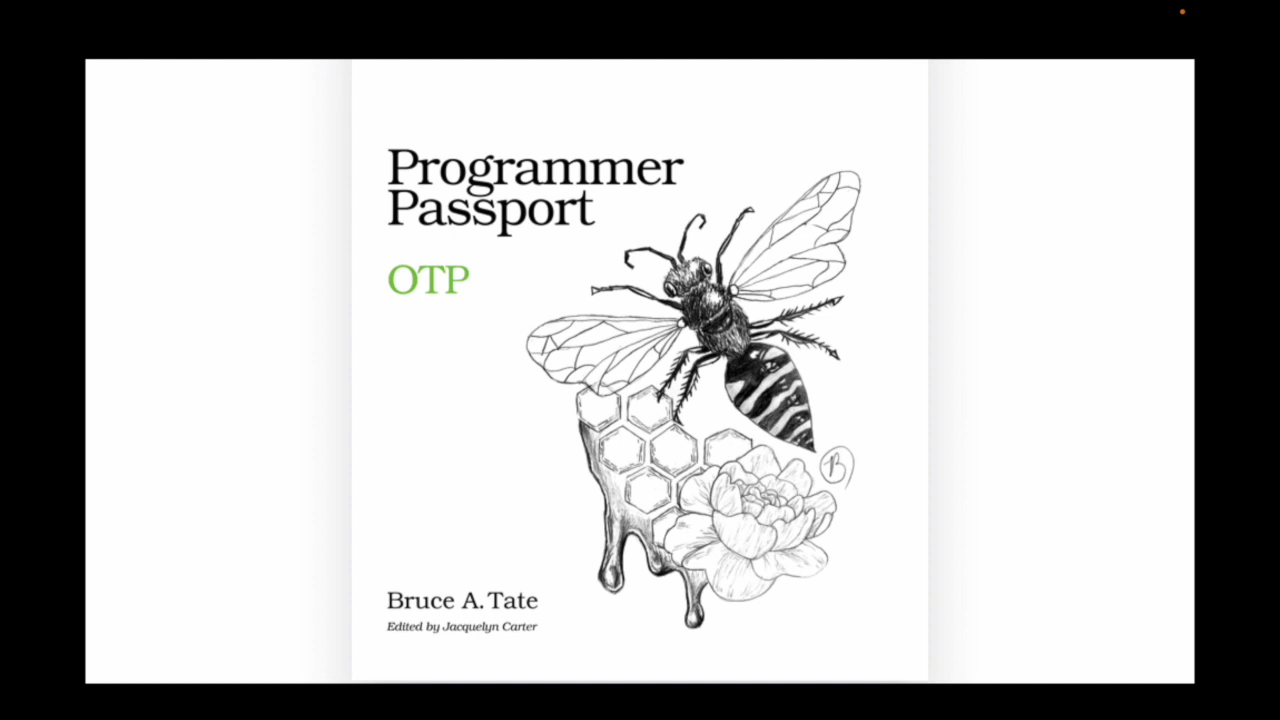 Programmer
Passport
OTP
Bruce A. Tate
Edited by Jacquelyn Carter